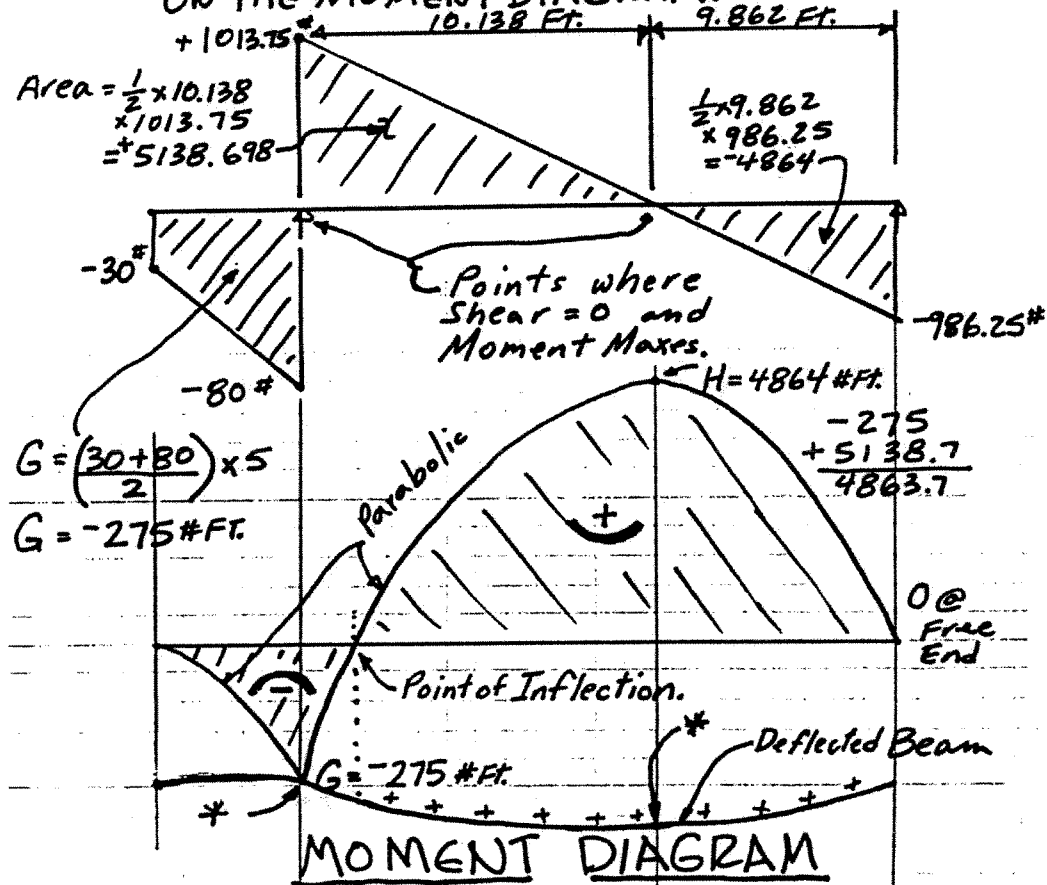 ON THE MOMENT DIAGRAM
10.138 Ft. 9.862 Ft.
+1013.75#
Area = 1/2 x 10.138
x1013.75
=+5138.698
1/2 x9.862
x 986.25
=-4864
-30#
Points where
Shear = 0 and
Moment Maxes.
-986.25#
-80#
H=4864 #Ft.
-275
+5138.7
4863.7
G = (30+80/2) x5
G = -275 #FT.
Parabolic
+
0 @
Free
End
-
Point of Inflection.
*
Deflected Beam
G = -275 #Ft.
*
+ + + + + + + + + +
MOMENT DIAGRAM